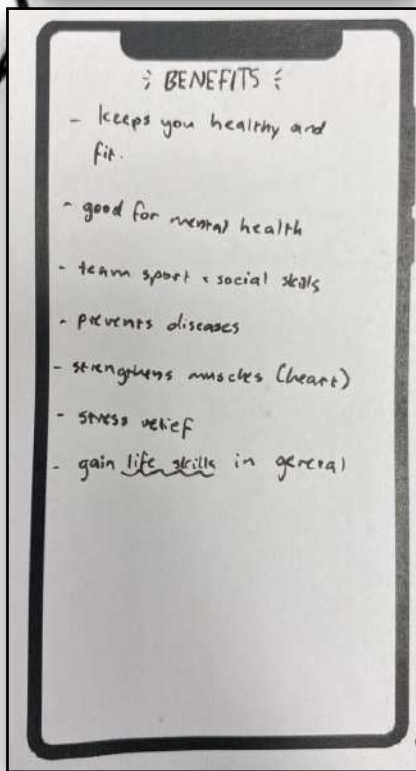 BENEFITS
- keeps you healthy and
fit.
- good for mental health
- team sport = social skills
- prevents diseases
- strengthens muscles (heart)
- stress relief
- gain life skills in general